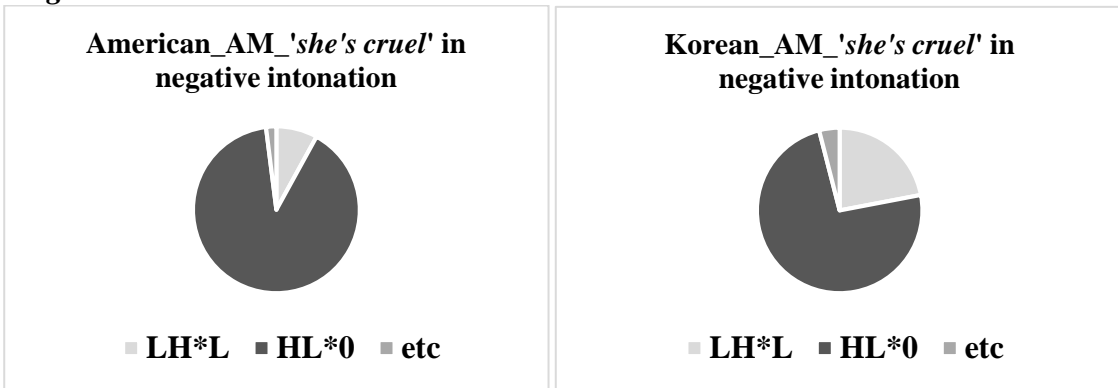 American_AM_'she's cruel' in
negative intonation
LH*L HL*0 etc
Korean_AM_'she's cruel' in
negative intonation
LH*L HL*0 etc